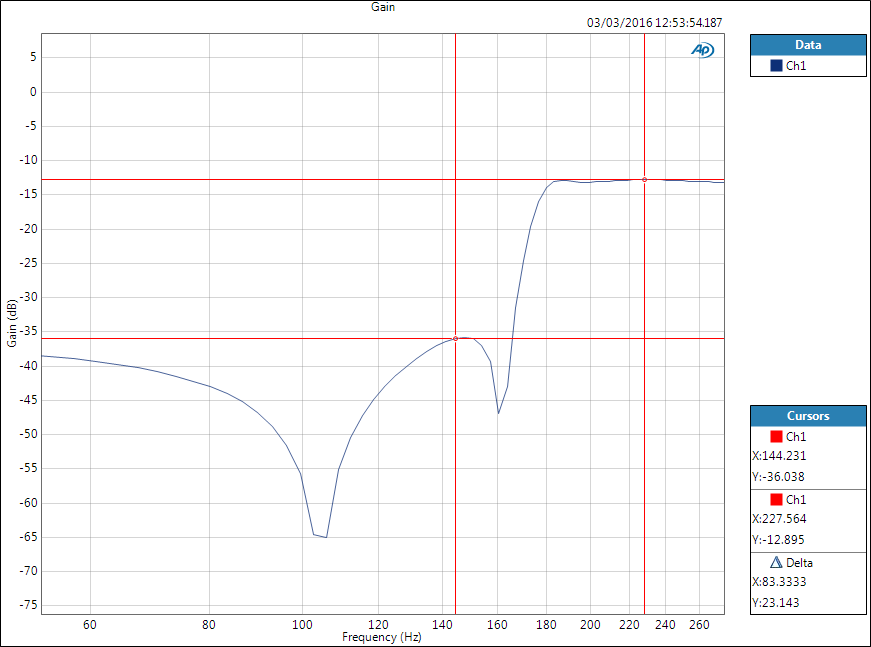 Gain
03/03/2016 12:53:54.187
AP
Data
Ch1
5
0
-5
-10
-15
-20
-25
-30
-35
-40
-45
-50
-55
-60
-65
-70
-75
Gain (dB)
60 80 100 120 140 160 180 200 220 240 260
Frequency (Hz)
Cursors
Ch1
X:144.231
Y:-36.038
Ch1
X:227.564
Y:-12.895
Delta
X:83.3333
Y:23.143